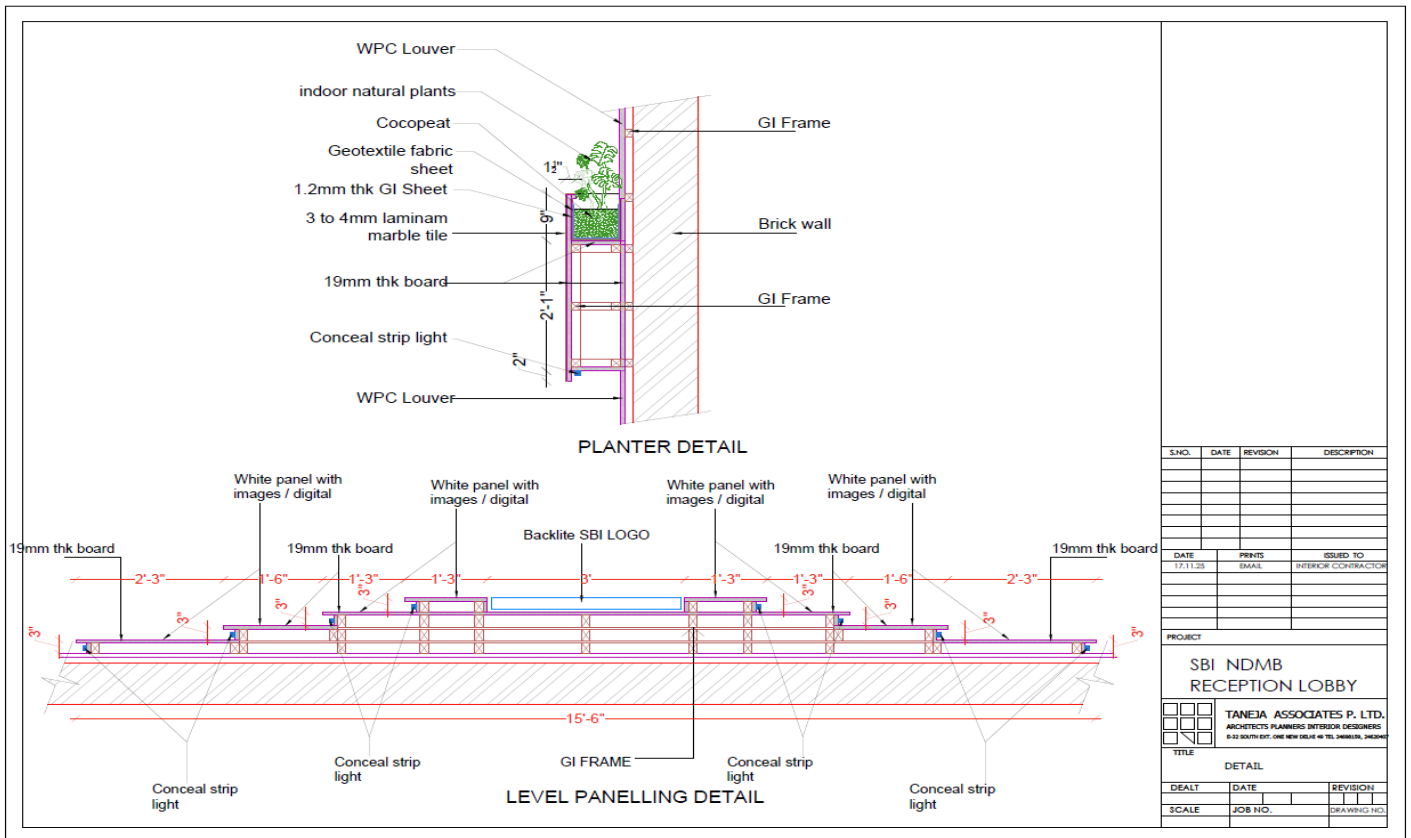 WPC Louver
indoor natural plants
Cocopeat
Geotextile fabric
sheet
1.2mm thk GI Sheet
3 to 4mm laminam
marble tile
19mm thk board
Conceal strip light
WPC Louver
1½"
9"
2'-1"
2"
GI Frame
Brick wall
GI Frame
PLANTER DETAIL
White panel with
images / digital
White panel with
images / digital
White panel with
images / digital
White panel with
images / digital
Backlite SBI LOGO
19mm thk board
19mm thk board
19mm thk board
19mm thk board
2'-3"
1'-6"
1'-3"
1'-3"
3'
1'-3"
1'-3"
1'-6"
2'-3"
3"
3"
3"
3"
3"
3"
3"
3"
15'-6"
Conceal strip
light
Conceal strip
light
GI FRAME
Conceal strip
light
Conceal strip
light
LEVEL PANELLING DETAIL
S.NO. DATE REVISION DESCRIPTION
DATE PRINTS ISSUED TO
17.11.25 EMAIL INTERIOR CONTRACTOR
PROJECT
SBI NDMB
RECEPTION LOBBY
TANEJA ASSOCIATES P. LTD.
ARCHITECTS PLANNERS INTERIOR DESIGNERS
SOUTH EXT. ONE NEW DELHI 49 TEL
TITLE
DETAIL
DEALT DATE REVISION
SCALE JOB NO. DRAWING NO.